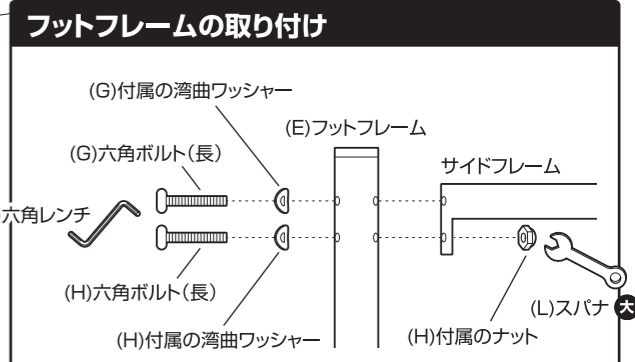 フットフレームの取り付け
(G)付属の湾曲ワッシャー
(E)フットフレーム
(G)六角ボルト(長)
サイドフレーム
六角レンチ
(H)六角ボルト(長)
(L)スパナ 大
(H)付属の湾曲ワッシャー
(H)付属のナット